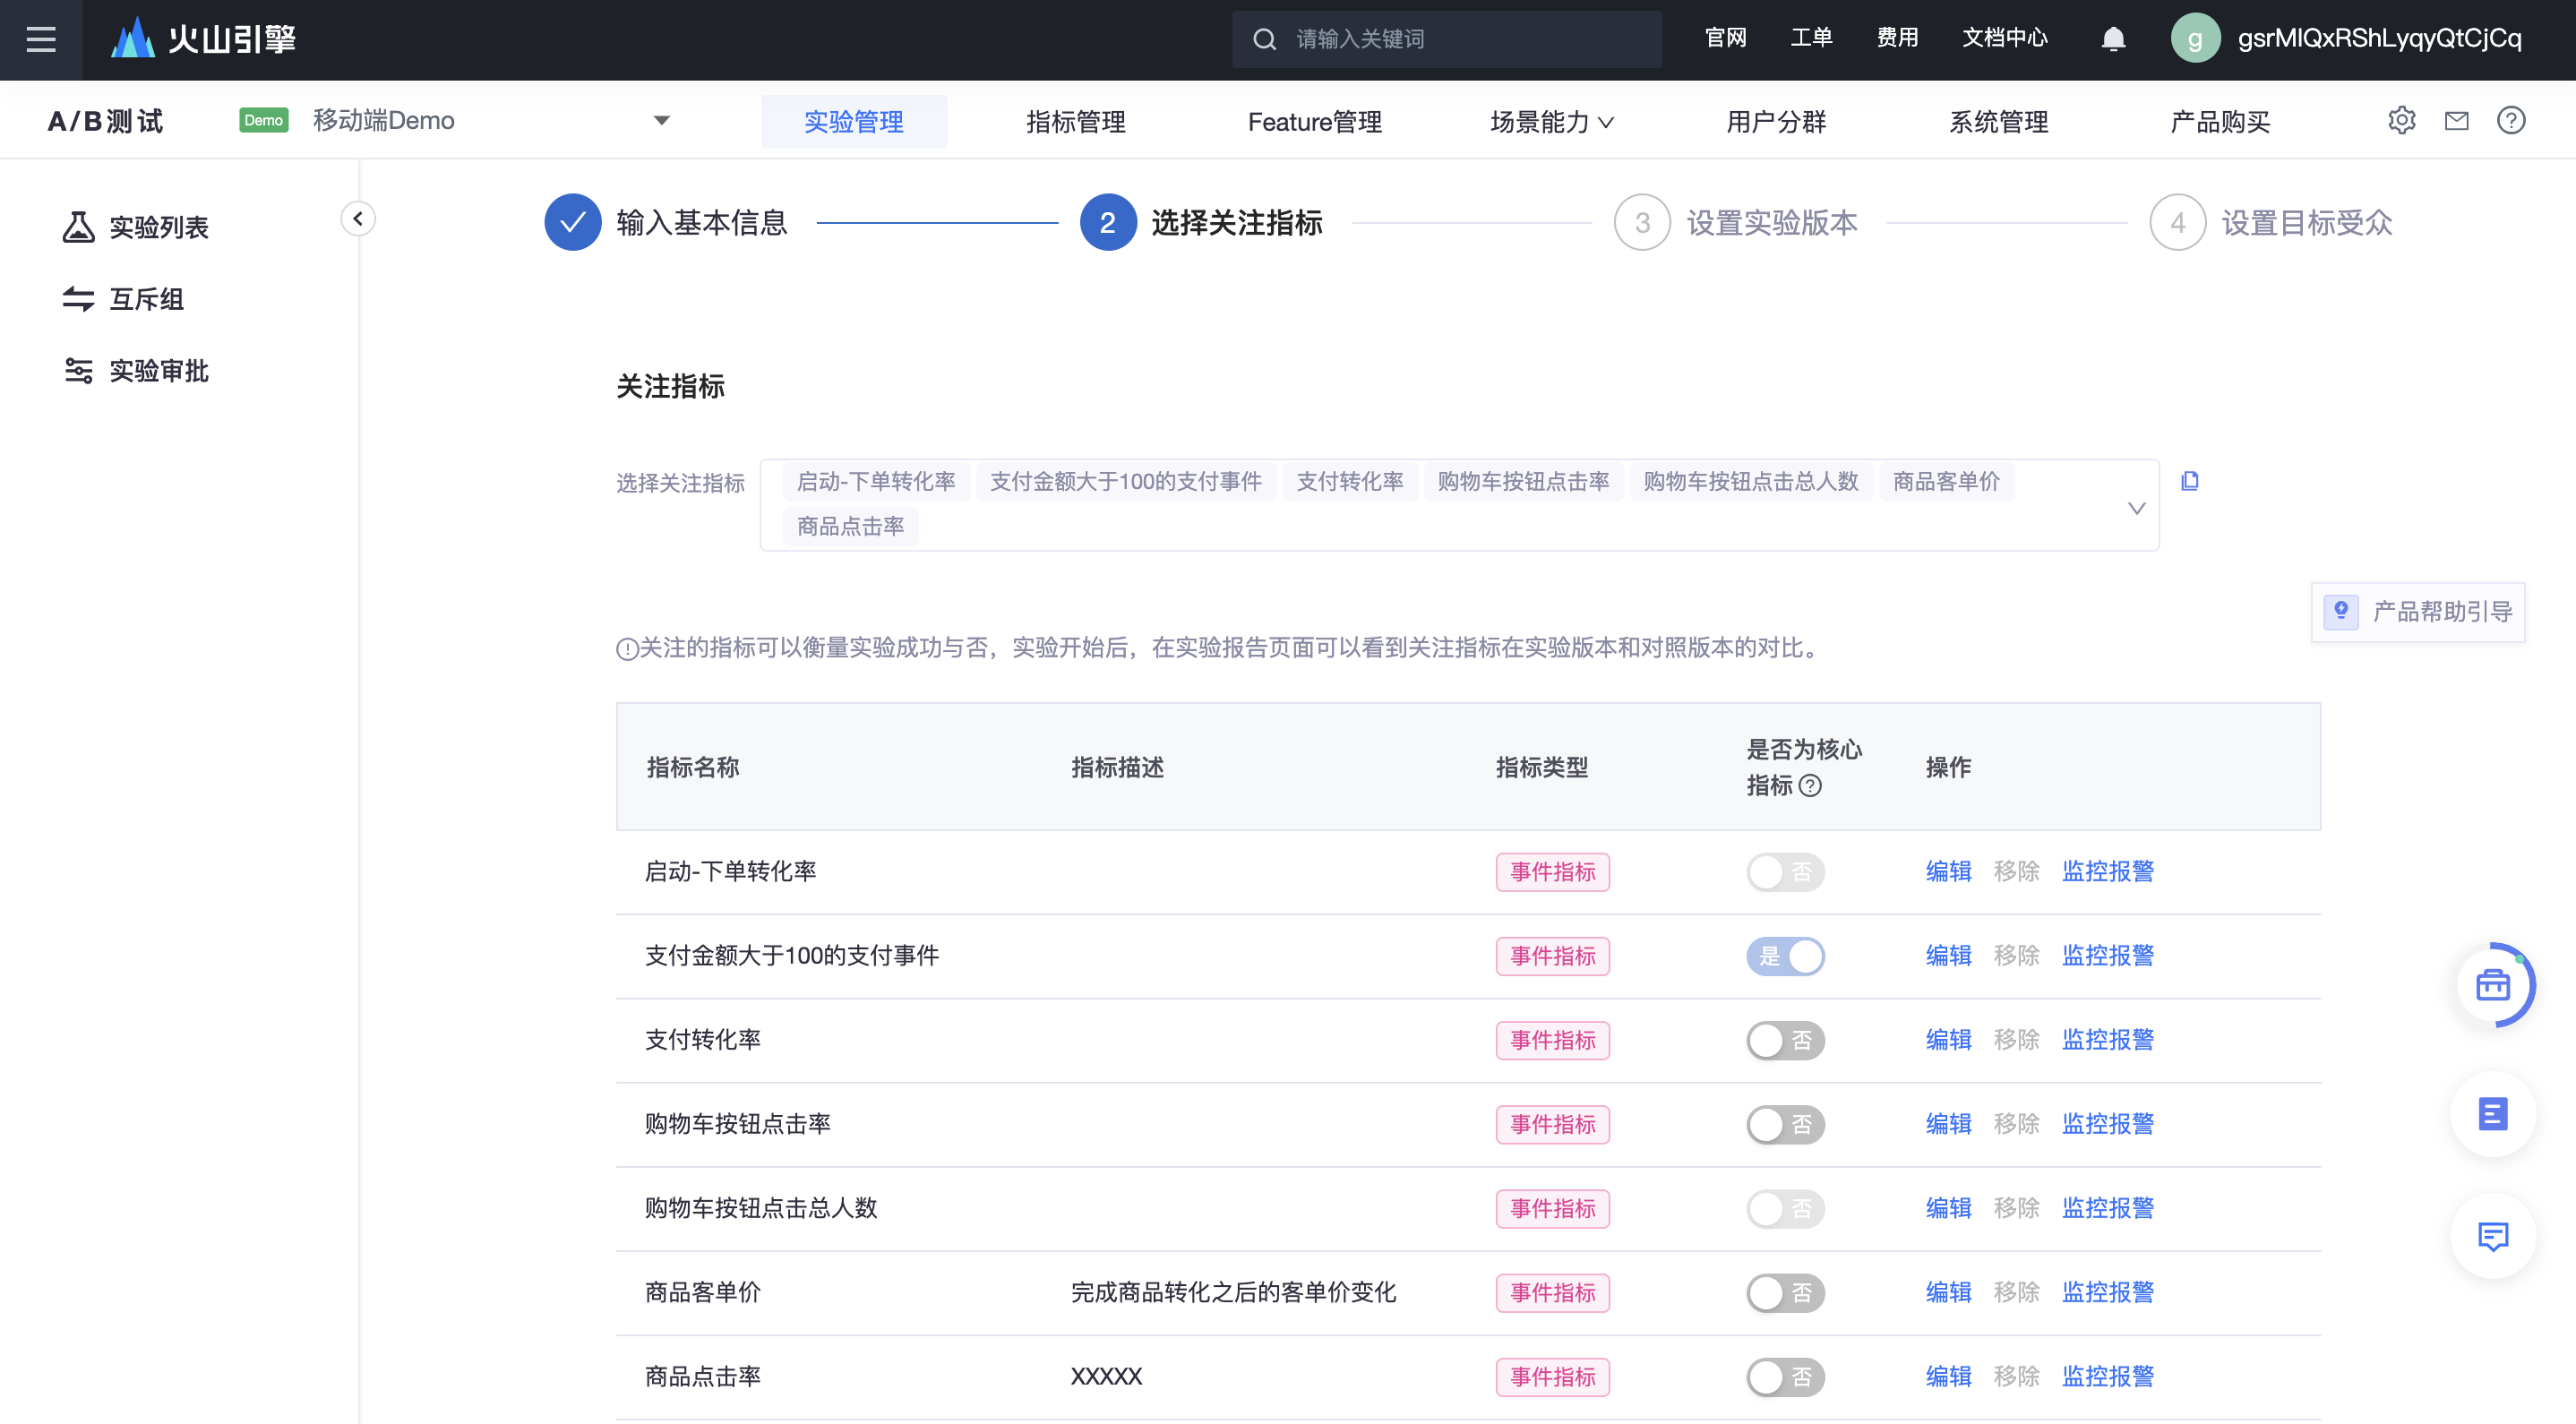 火山引擎
请输入关键词
官网 工单 费用 文档中心
g gsrMlQxRShLyqyQtCjCq
A/B测试
Demo 移动端Demo
实验管理 指标管理 Feature管理 场景能力 用户分群 系统管理 产品购买
实验列表
互斥组
实验审批
输入基本信息
2 选择关注指标
3 设置实验版本
4 设置目标受众
关注指标
选择关注指标
启动-下单转化率 支付金额大于100的支付事件 支付转化率 购物车按钮点击率 购物车按钮点击总人数 商品客单价
商品点击率
产品帮助引导
关注的指标可以衡量实验成功与否，实验开始后，在实验报告页面可以看到关注指标在实验版本和对照版本的对比。
指标名称 指标描述 指标类型 是否为核心指标 操作
启动-下单转化率 事件指标 否 编辑 移除 监控报警
支付金额大于100的支付事件 事件指标 是 编辑 移除 监控报警
支付转化率 事件指标 否 编辑 移除 监控报警
购物车按钮点击率 事件指标 否 编辑 移除 监控报警
购物车按钮点击总人数 事件指标 否 编辑 移除 监控报警
商品客单价 完成商品转化之后的客单价变化 事件指标 否 编辑 移除 监控报警
商品点击率 XXXXX 事件指标 否 编辑 移除 监控报警